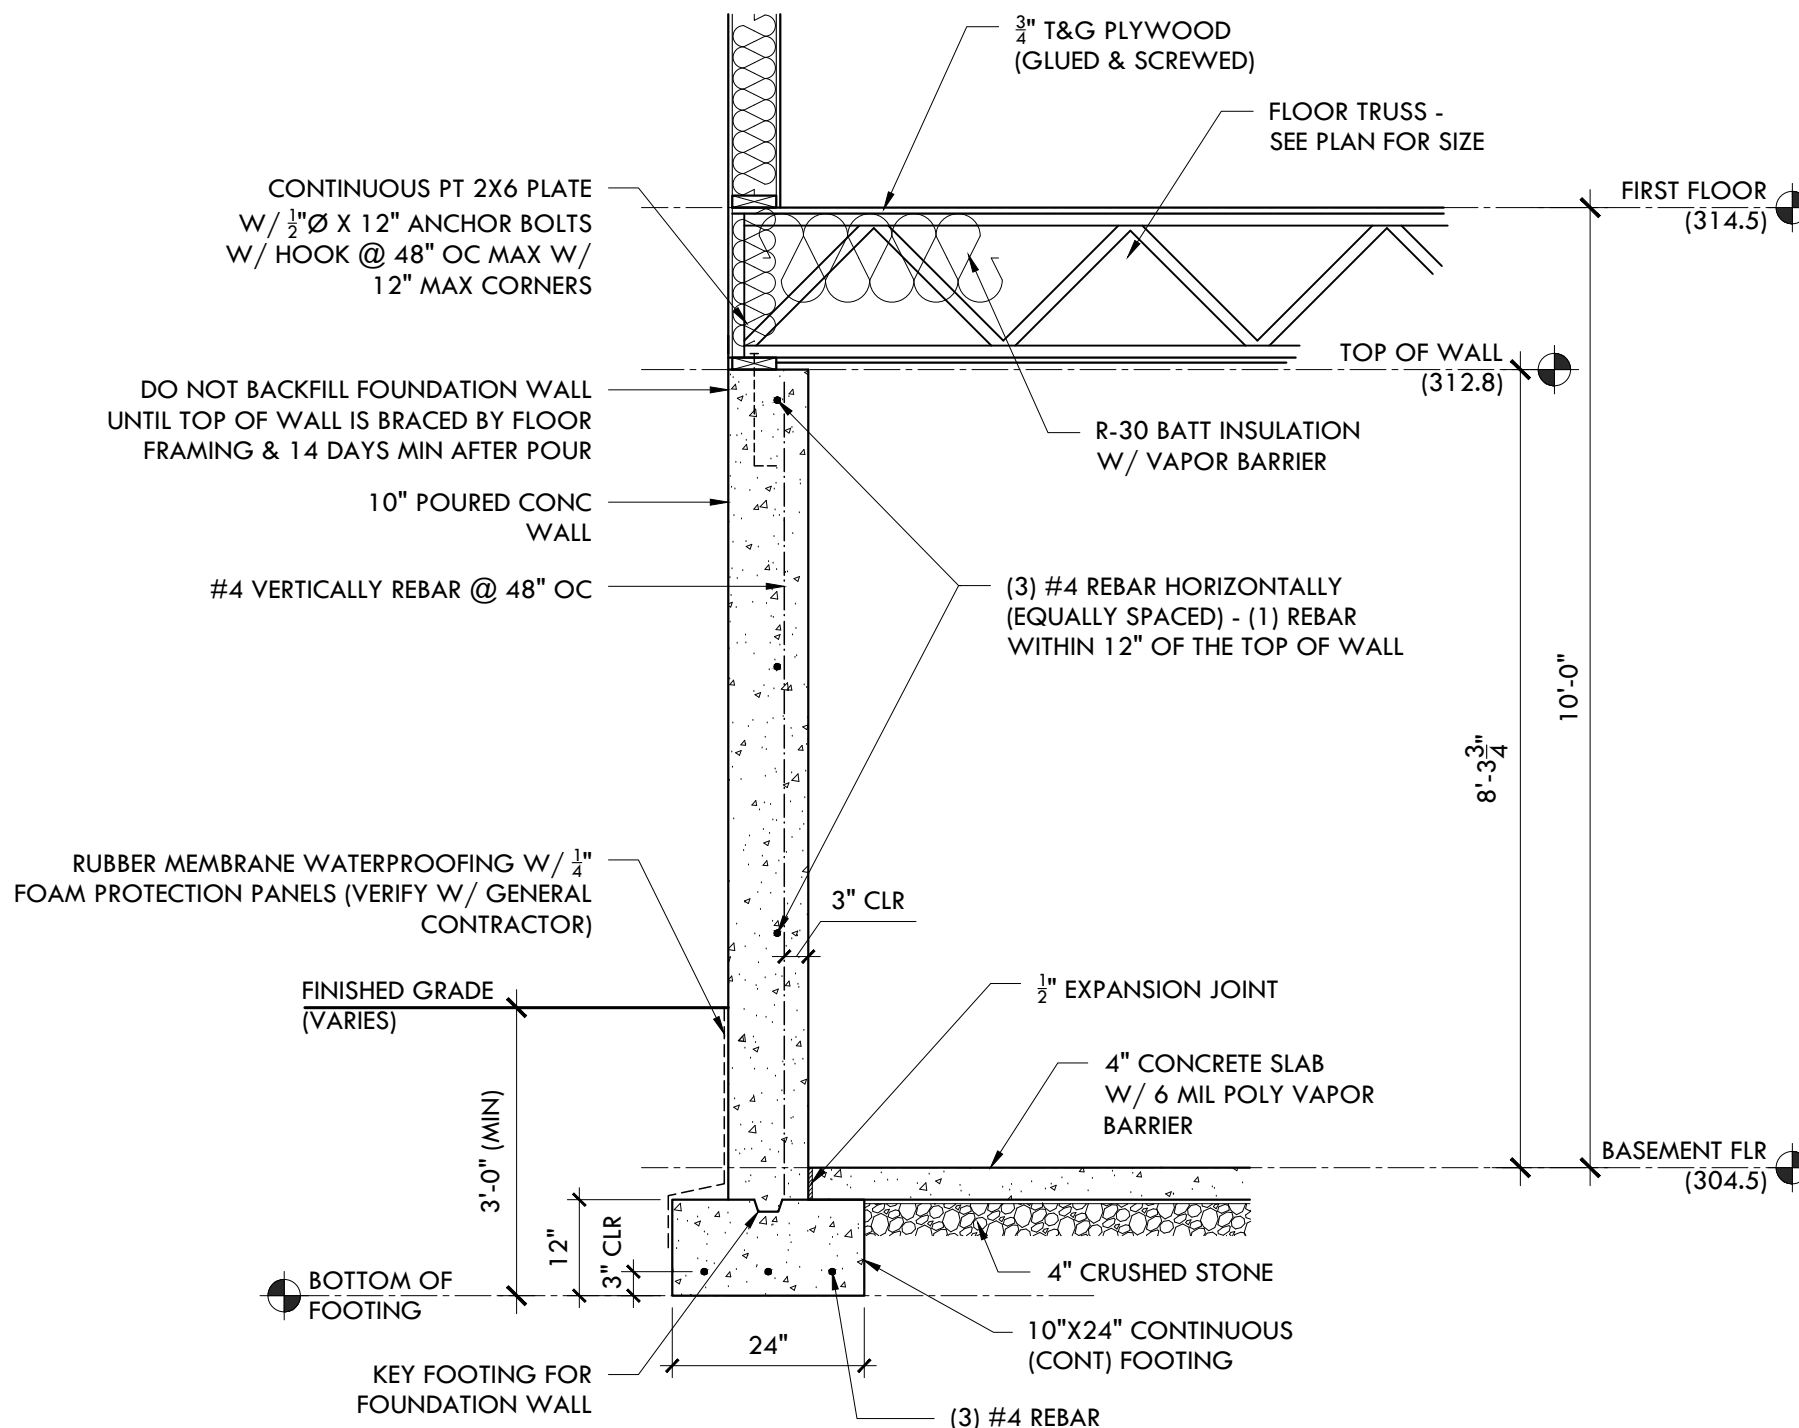 ¾" T&G PLYWOOD
(GLUED & SCREWED)
FLOOR TRUSS -
SEE PLAN FOR SIZE
CONTINUOUS PT 2X6 PLATE
W/ ½"Ø X 12" ANCHOR BOLTS
W/ HOOK @ 48" OC MAX W/
12" MAX CORNERS
FIRST FLOOR
(314.5)
TOP OF WALL
(312.8)
DO NOT BACKFILL FOUNDATION WALL
UNTIL TOP OF WALL IS BRACED BY FLOOR
FRAMING & 14 DAYS MIN AFTER POUR
R-30 BATT INSULATION
W/ VAPOR BARRIER
10" POURED CONC
WALL
#4 VERTICALLY REBAR @ 48" OC
(3) #4 REBAR HORIZONTALLY
(EQUALLY SPACED) - (1) REBAR
WITHIN 12" OF THE TOP OF WALL
10'-0"
8'-3¾"
RUBBER MEMBRANE WATERPROOFING W/ ¼"
FOAM PROTECTION PANELS (VERIFY W/ GENERAL
CONTRACTOR)
3" CLR
FINISHED GRADE
(VARIES)
½" EXPANSION JOINT
4" CONCRETE SLAB
W/ 6 MIL POLY VAPOR
BARRIER
BASEMENT FLR
(304.5)
3'-0" (MIN)
12"
3" CLR
4" CRUSHED STONE
BOTTOM OF
FOOTING
10"X24" CONTINUOUS
(CONT) FOOTING
24"
KEY FOOTING FOR
FOUNDATION WALL
(3) #4 REBAR